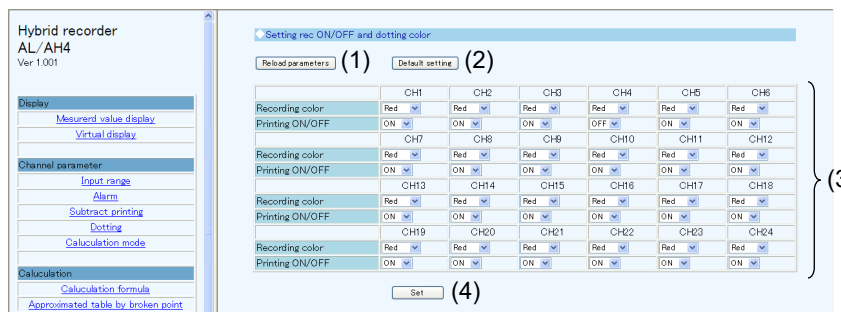 Hybrid recorder
AL/AH4
Ver 1.001
Display
Mesurerd value display
Virtual display
Channel parameter
Input range
Alarm
Subtract printing
Dotting
Caluculation mode
Caluculation
Caluculation formula
Approximated table by broken point
Setting rec ON/OFF and dotting color
Reload parameters (1) Default setting (2)
CH1 CH2 CH3 CH4 CH5 CH6
Recording color Red Red Red Red Red Red
Printing ON/OFF ON ON ON OFF ON ON
CH7 CH8 CH9 CH10 CH11 CH12
Recording color Red Red Red Red Red Red
Printing ON/OFF ON ON ON ON ON ON
CH13 CH14 CH15 CH16 CH17 CH18
Recording color Red Red Red Red Red Red
Printing ON/OFF ON ON ON ON ON ON
CH19 CH20 CH21 CH22 CH23 CH24
Recording color Red Red Red Red Red Red
Printing ON/OFF ON ON ON ON ON ON
(3
Set (4)